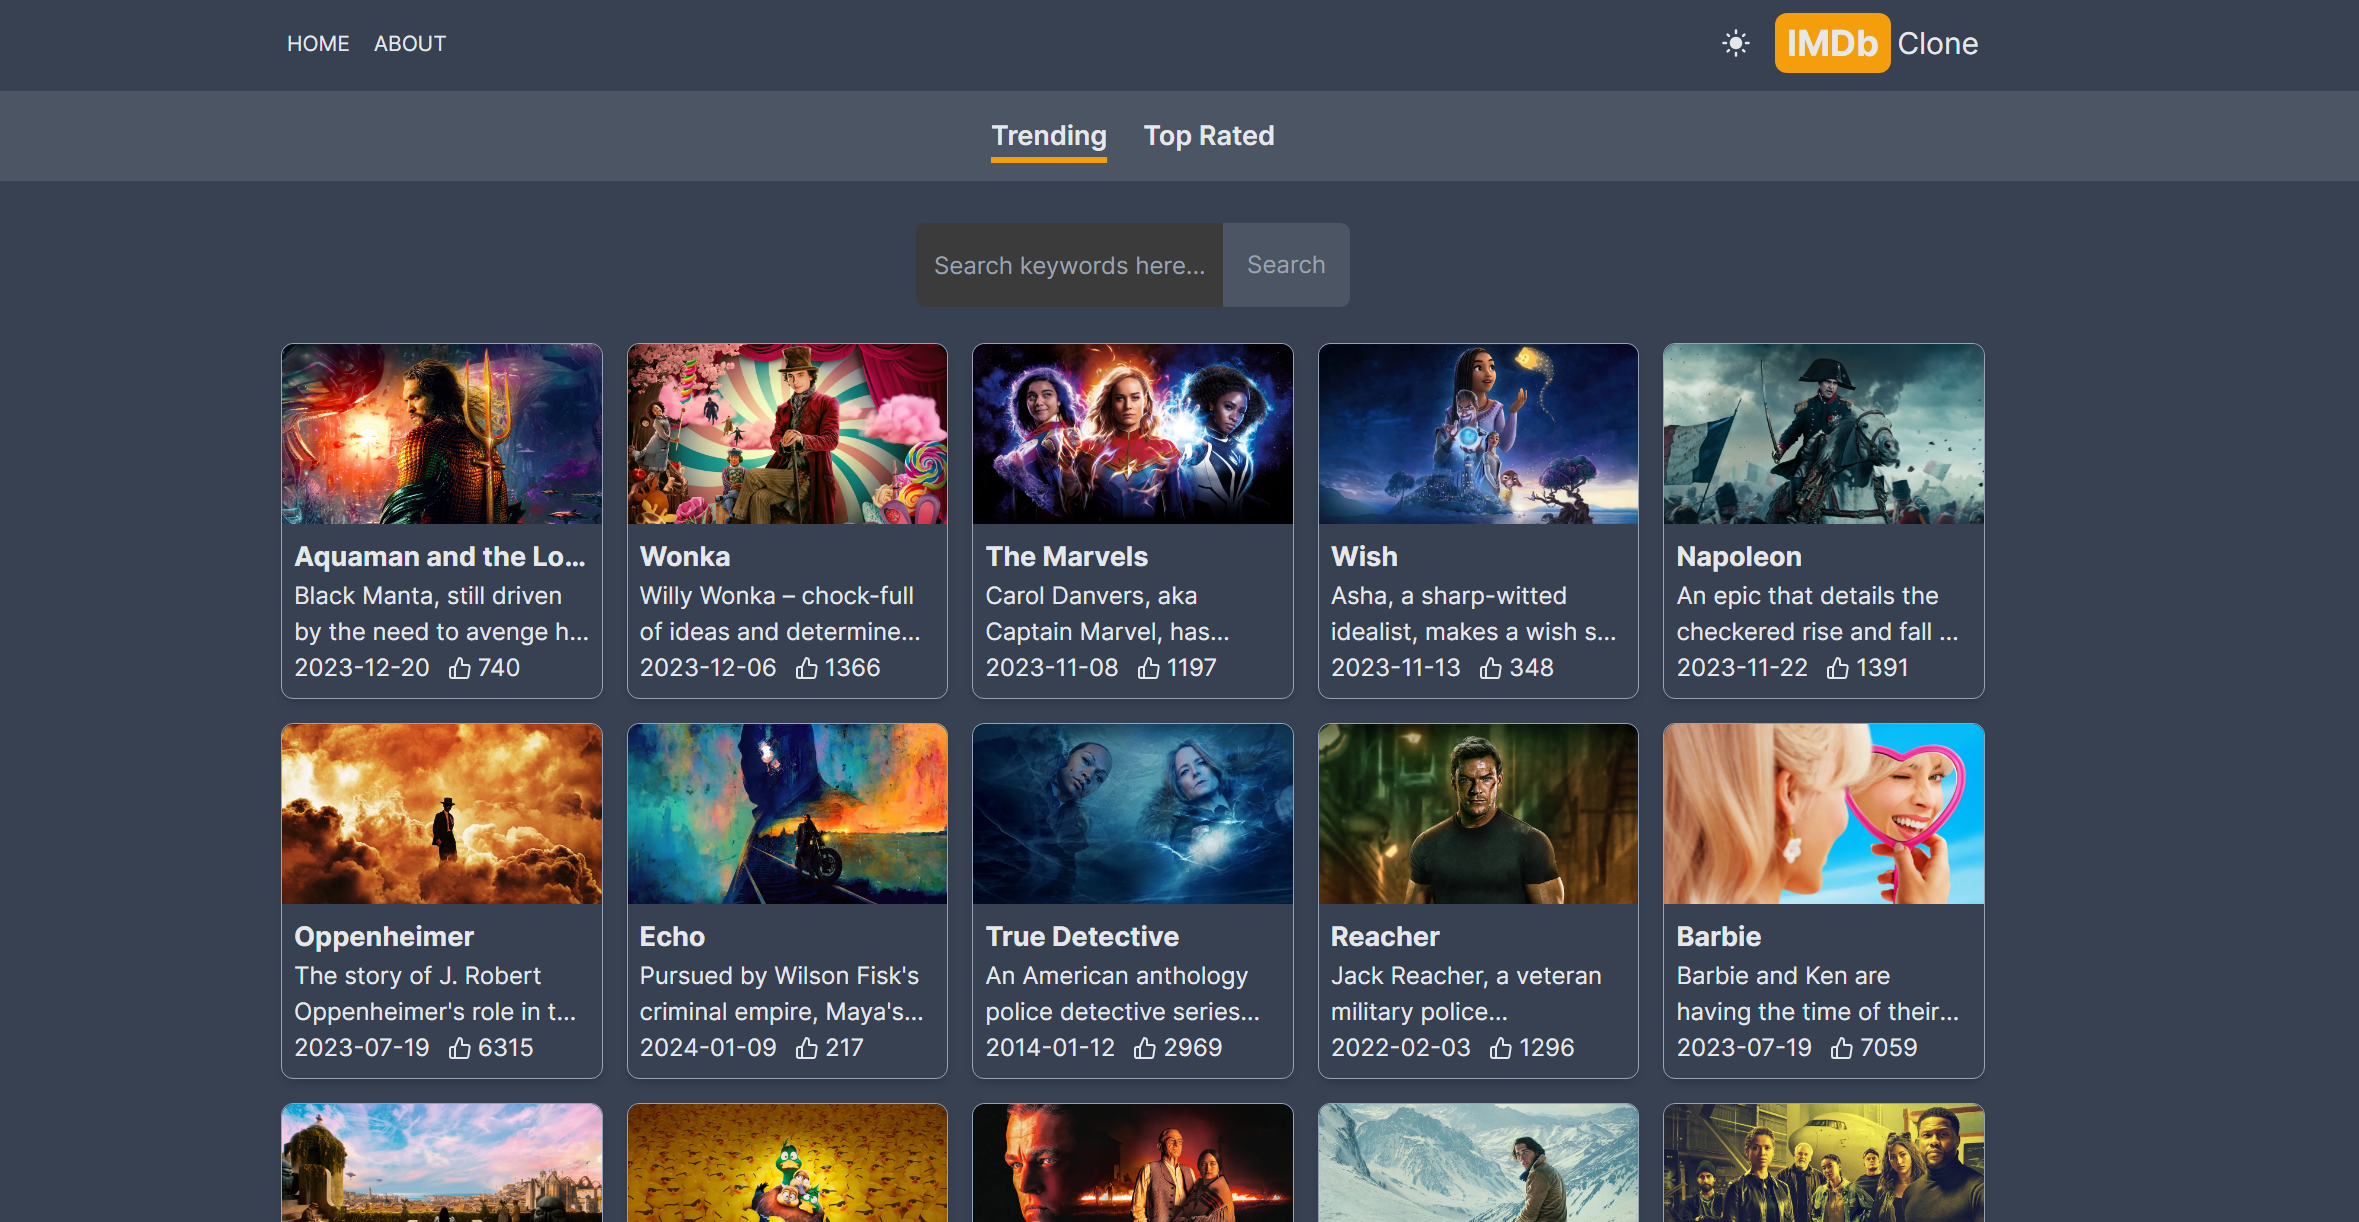 HOME ABOUT
IMDb Clone
Trending Top Rated
Search keywords here... Search
Aquaman and the Lo...
Black Manta, still driven
by the need to avenge h...
2023-12-20 740
Wonka
Willy Wonka – chock-full
of ideas and determine...
2023-12-06 1366
The Marvels
Carol Danvers, aka
Captain Marvel, has...
2023-11-08 1197
Wish
Asha, a sharp-witted
idealist, makes a wish s...
2023-11-13 348
Napoleon
An epic that details the
checkered rise and fall ...
2023-11-22 1391
Oppenheimer
The story of J. Robert
Oppenheimer's role in t...
2023-07-19 6315
Echo
Pursued by Wilson Fisk's
criminal empire, Maya's...
2024-01-09 217
True Detective
An American anthology
police detective series...
2014-01-12 2969
Reacher
Jack Reacher, a veteran
military police...
2022-02-03 1296
Barbie
Barbie and Ken are
having the time of their...
2023-07-19 7059